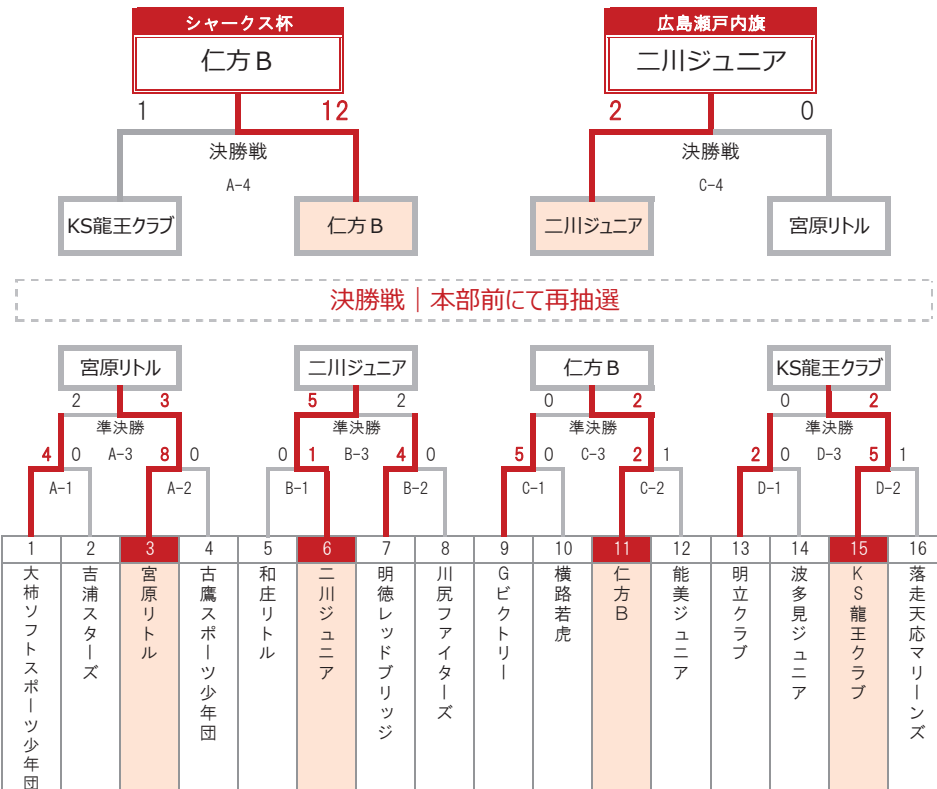 シャークス杯
仁方Ｂ
1 12
決勝戦
A-4
KS龍王クラブ
仁方Ｂ
広島瀬戸内旗
二川ジュニア
2 0
決勝戦
C-4
二川ジュニア
宮原リトル
決勝戦｜本部前にて再抽選
宮原リトル
2 3
準決勝
4 0 A-3 8 0
A-1 A-2
二川ジュニア
5 2
準決勝
0 1 B-3 4 0
B-1 B-2
仁方Ｂ
0 2
準決勝
5 0 C-3 2 1
C-1 C-2
KS龍王クラブ
0 2
準決勝
2 0 D-3 5 1
D-1 D-2
1 2 3 4 5 6 7 8 9 10 11 12 13 14 15 16
大柿ソフトスポーツ少年団
吉浦スターズ
宮原リトル
古鷹スポーツ少年団
和庄リトル
二川ジュニア
明徳レッドブリッジ
川尻ファイターズ
Ｇビクトリー
横路若虎
仁方Ｂ
能美ジュニア
明立クラブ
波多見ジュニア
ＫＳ龍王クラブ
落走天応マリーンズ